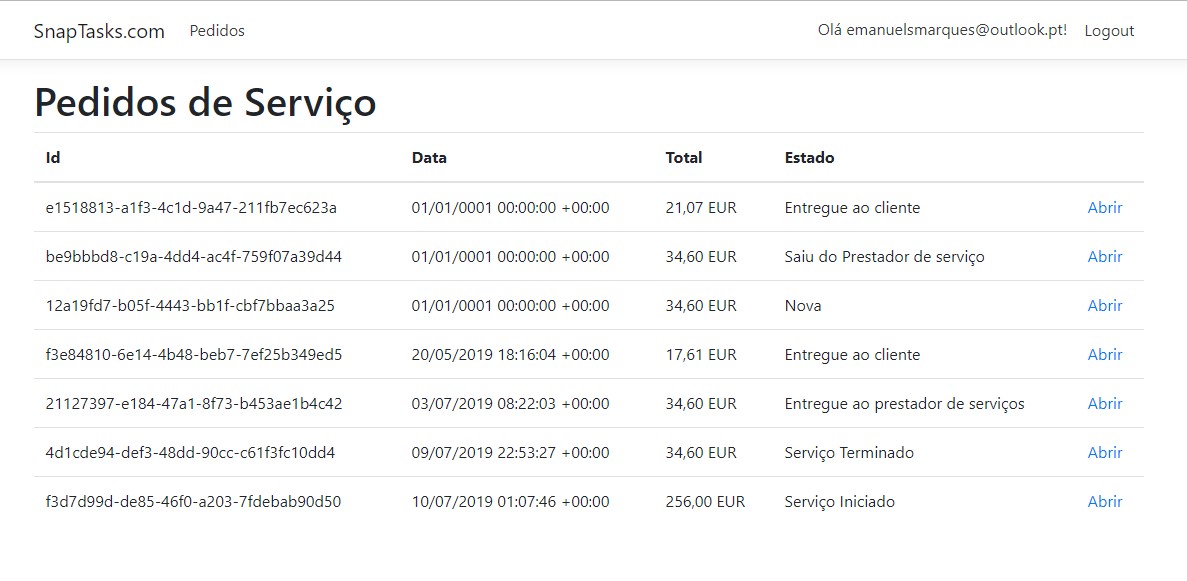 SnapTasks.com Pedidos Olá emanuelsmarques@outlook.pt! Logout
Pedidos de Serviço
Id Data Total Estado
e1518813-a1f3-4c1d-9a47-211fb7ec623a 01/01/0001 00:00:00 +00:00 21,07 EUR Entregue ao cliente Abrir
be9bbbd8-c19a-4dd4-ac4f-759f07a39d44 01/01/0001 00:00:00 +00:00 34,60 EUR Saiu do Prestador de serviço Abrir
12a19fd7-b05f-4443-bb1f-cbf7bbaa3a25 01/01/0001 00:00:00 +00:00 34,60 EUR Nova Abrir
f3e84810-6e14-4b48-beb7-7ef25b349ed5 20/05/2019 18:16:04 +00:00 17,61 EUR Entregue ao cliente Abrir
21127397-e184-47a1-8f73-b453ae1b4c42 03/07/2019 08:22:03 +00:00 34,60 EUR Entregue ao prestador de serviços Abrir
4d1cde94-def3-48dd-90cc-c61f3fc10dd4 09/07/2019 22:53:27 +00:00 34,60 EUR Serviço Terminado Abrir
f3d7d99d-de85-46f0-a203-7fdebab90d50 10/07/2019 01:07:46 +00:00 256,00 EUR Serviço Iniciado Abrir